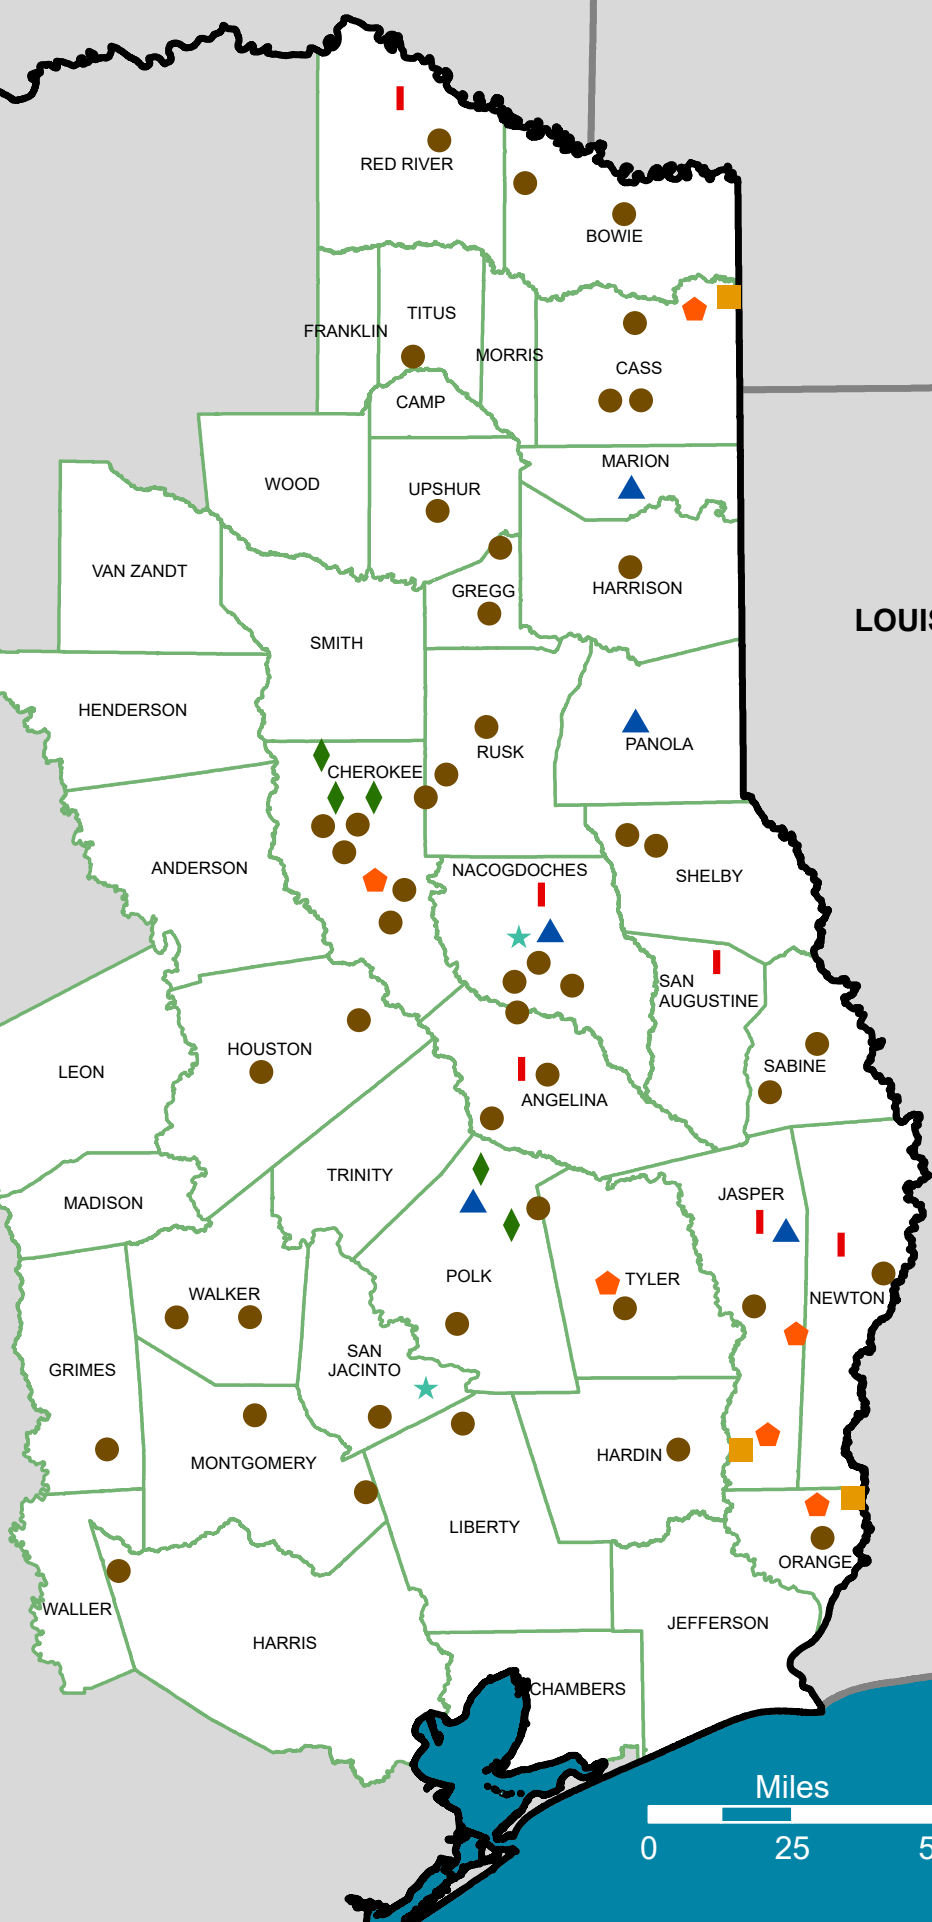 RED RIVER
BOWIE
TITUS
FRANKLIN
MORRIS
CASS
CAMP
MARION
WOOD
UPSHUR
VAN ZANDT
HARRISON
GREGG
LOUIS
SMITH
HENDERSON
PANOLA
RUSK
CHEROKEE
ANDERSON
NACOGDOCHES
SHELBY
SAN
AUGUSTINE
HOUSTON
SABINE
LEON
ANGELINA
TRINITY
JASPER
MADISON
POLK
TYLER
WALKER
NEWTON
SAN
JACINTO
GRIMES
HARDIN
MONTGOMERY
LIBERTY
ORANGE
WALLER
JEFFERSON
HARRIS
CHAMBERS
Miles
0 25 5